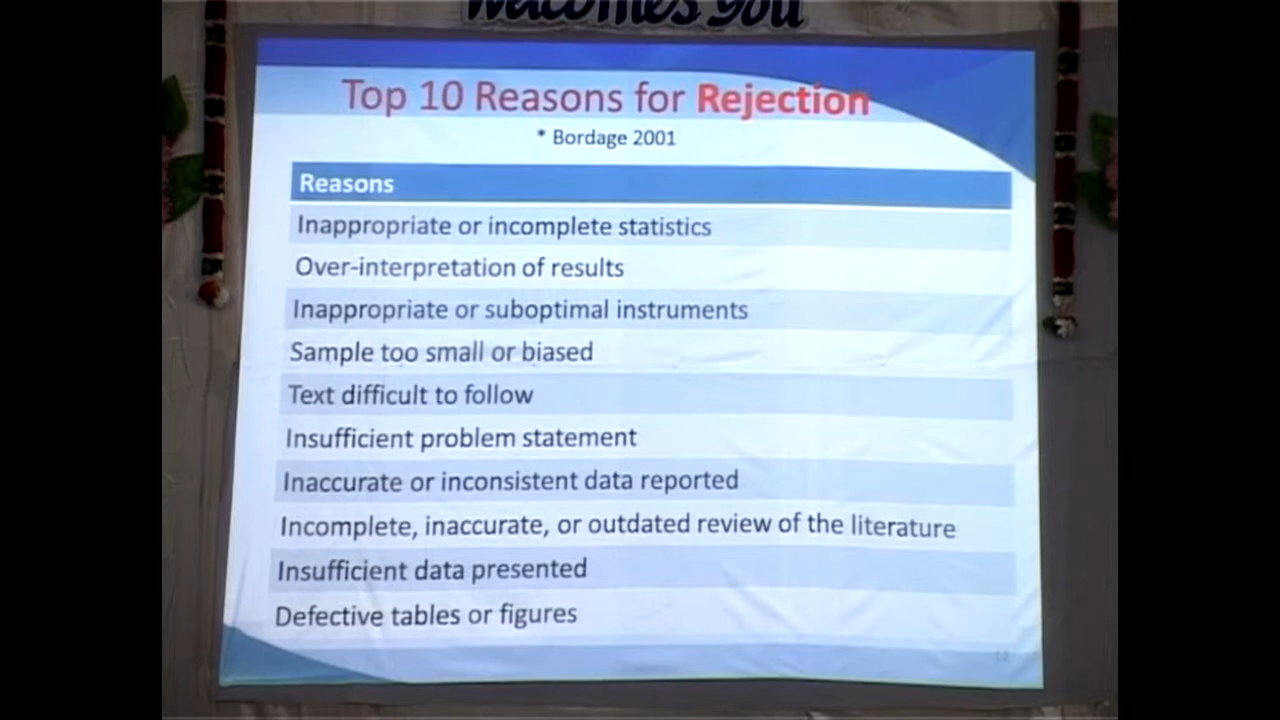 welcomes you
Top 10 Reasons for Rejection
* Bordage 2001
Reasons
Inappropriate or incomplete statistics
Over-interpretation of results
Inappropriate or suboptimal instruments
Sample too small or biased
Text difficult to follow
Insufficient problem statement
Inaccurate or inconsistent data reported
Incomplete, inaccurate, or outdated review of the literature
Insufficient data presented
Defective tables or figures